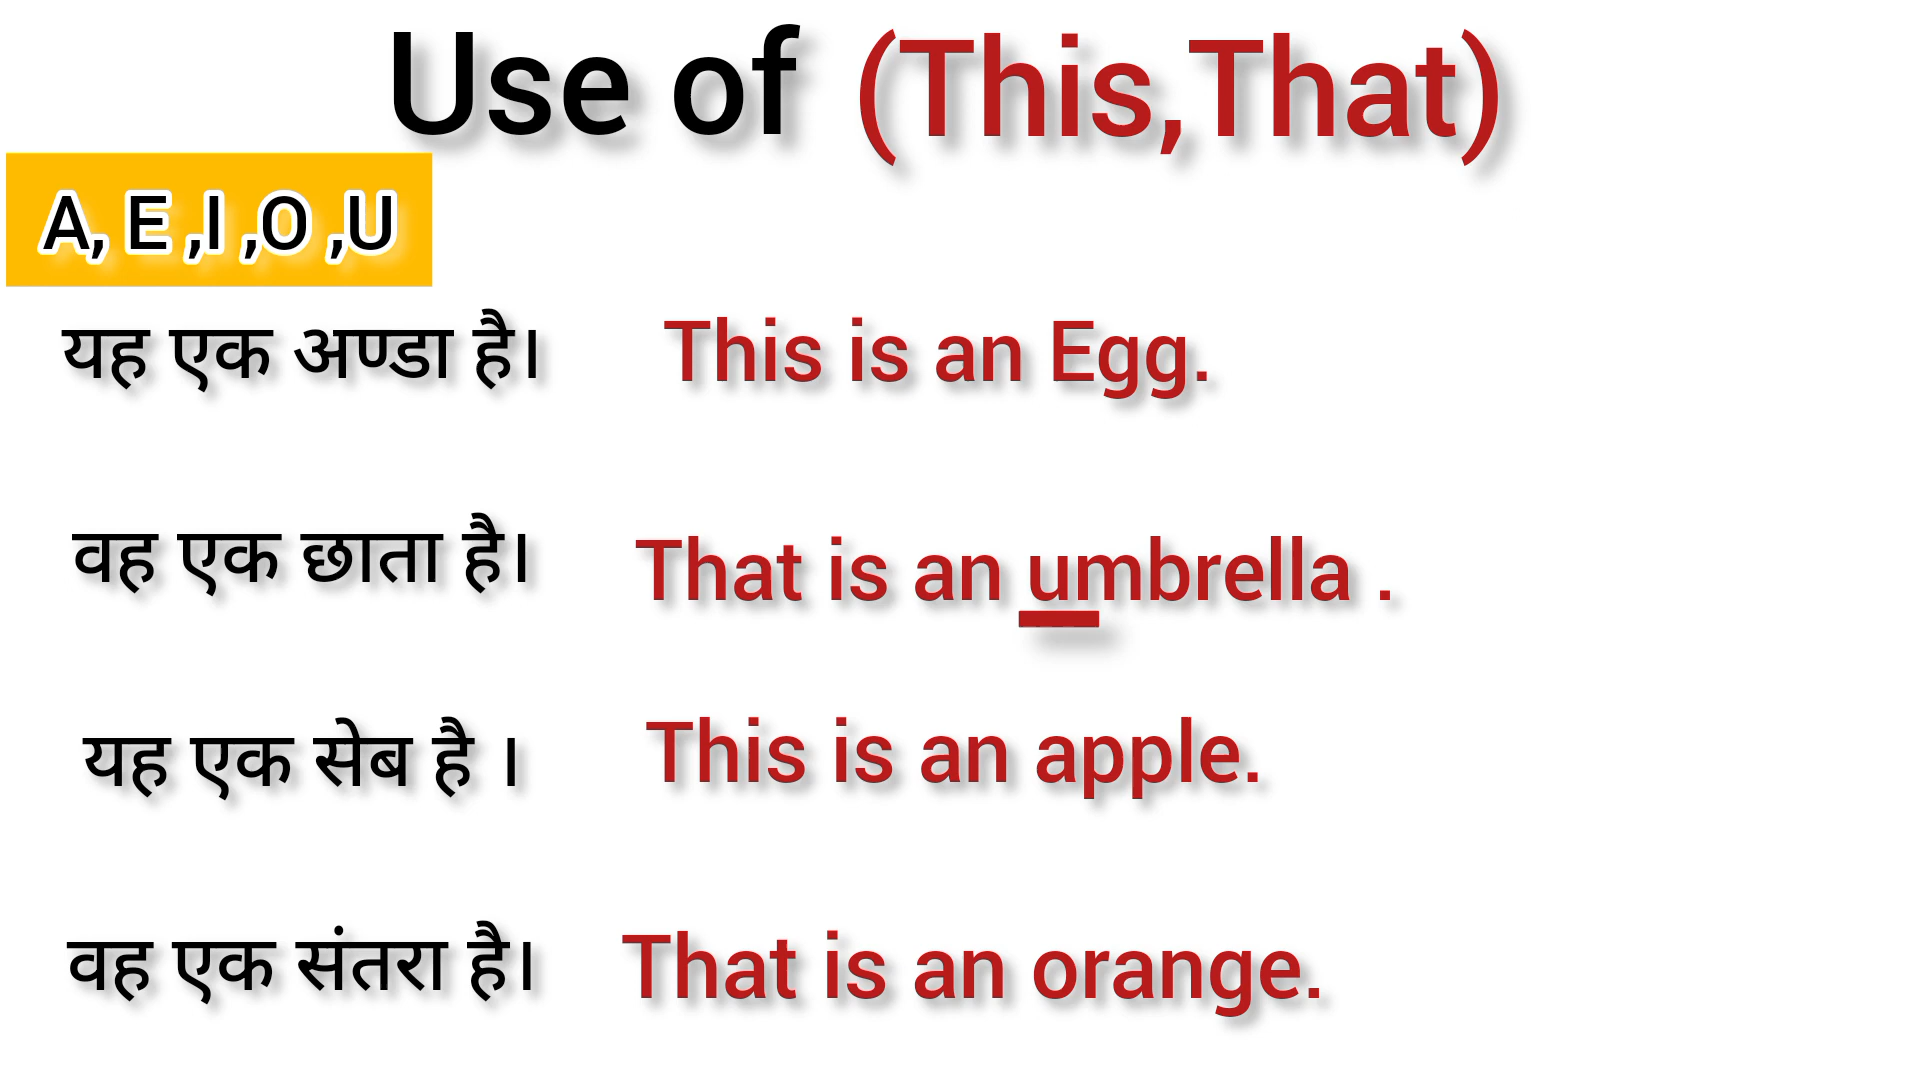 Use of (This,That)
A, E ,I ,O ,U
यह एक अण्डा है। This is an Egg.
वह एक छाता है। That is an umbrella .
यह एक सेब है । This is an apple.
वह एक संतरा है। That is an orange.